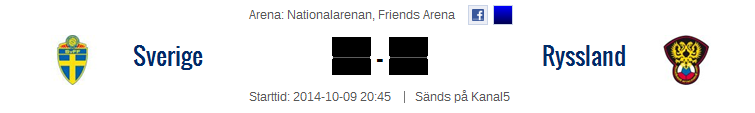 Arena: Nationalarenan, Friends Arena
Sverige - Ryssland
Starttid: 2014-10-09 20:45 | Sänds på Kanal5